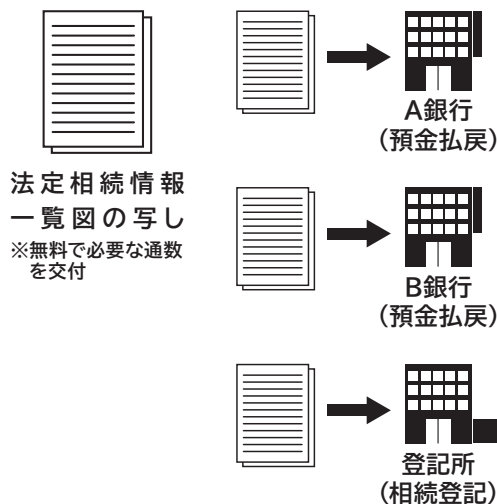 法定相続情報
一覧図の写し
※無料で必要な通数
を交付
A銀行
(預金払戻)
B銀行
(預金払戻)
登記所
(相続登記)